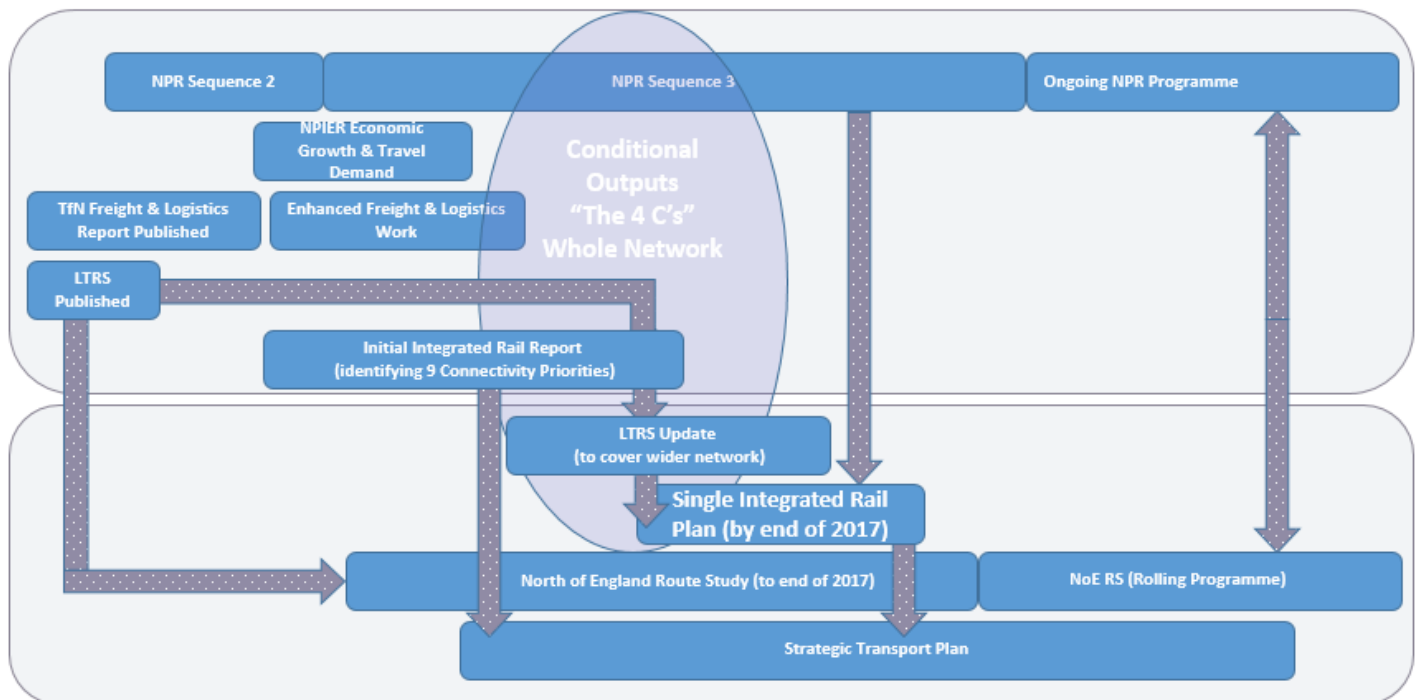 NPR Sequence 2
NPR Sequence 3
Ongoing NPR Programme
NPIER Economic
Growth & Travel
Demand
Conditional
Outputs
“The 4 C’s”
Whole Network
TfN Freight & Logistics
Report Published
Enhanced Freight & Logistics
Work
LTRS
Published
Initial Integrated Rail Report
(identifying 9 Connectivity Priorities)
LTRS Update
(to cover wider network)
Single Integrated Rail
Plan (by end of 2017)
North of England Route Study (to end of 2017)
NoE RS (Rolling Programme)
Strategic Transport Plan